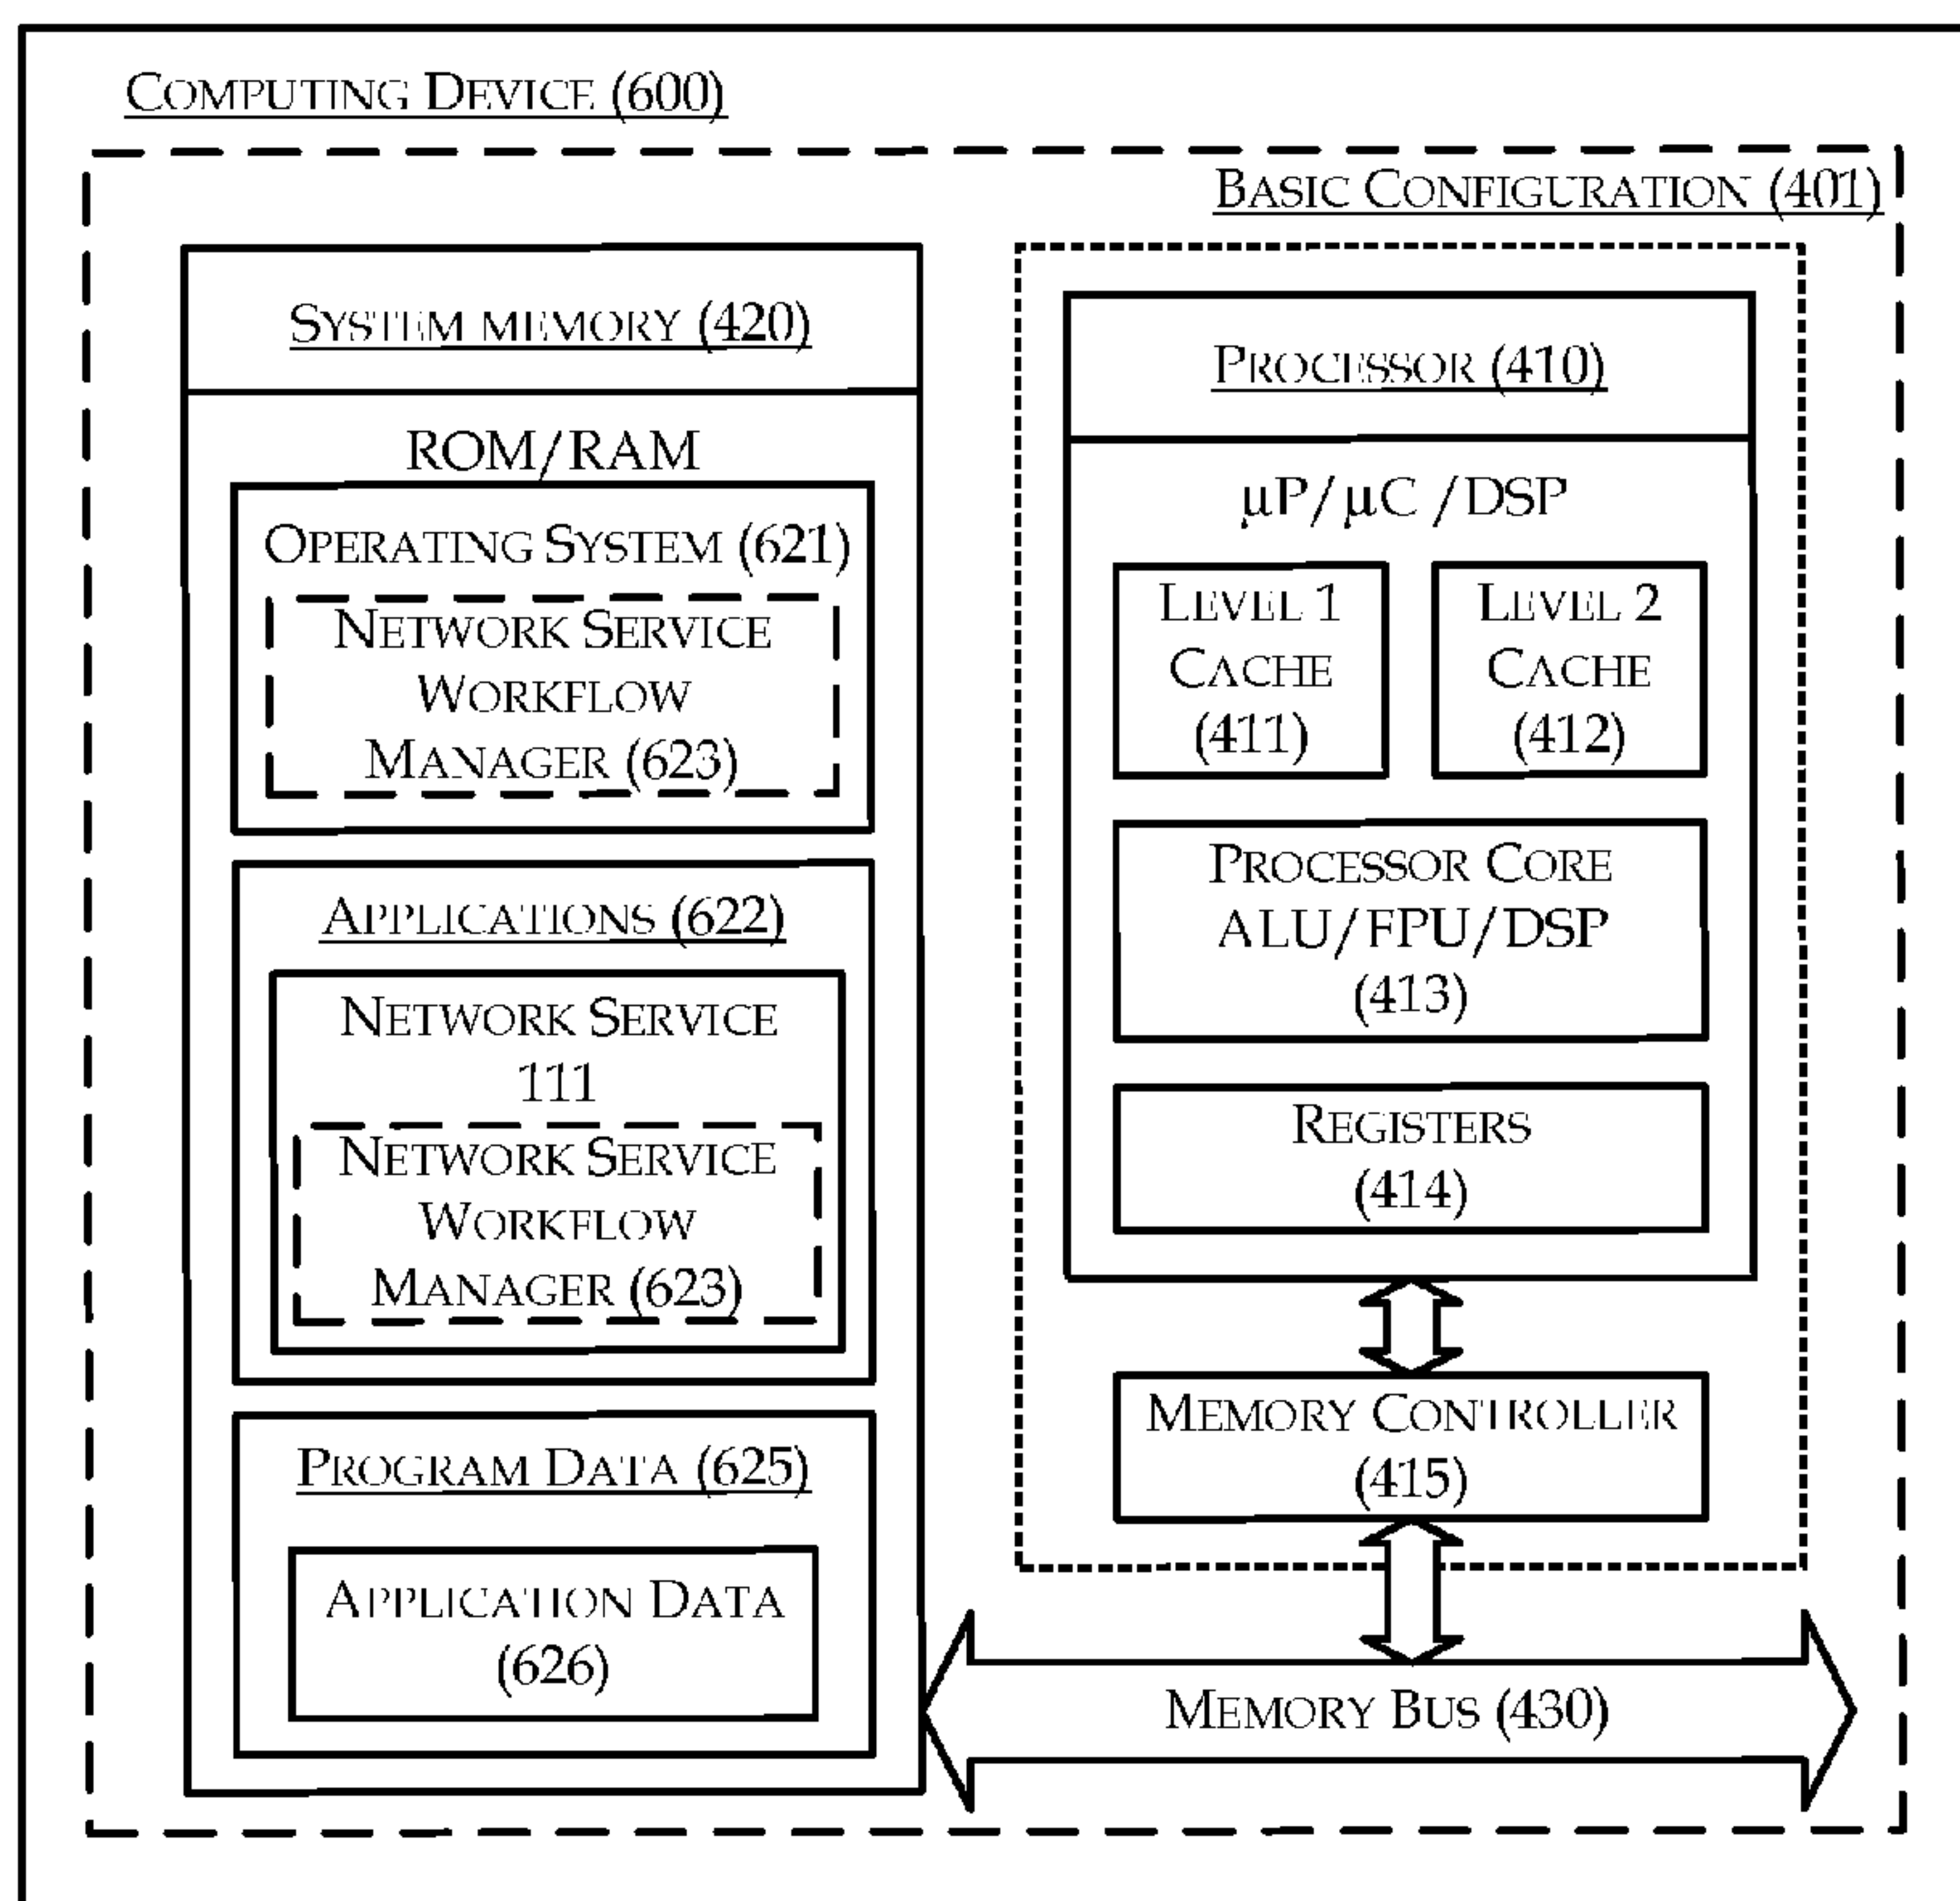 COMPUTING DEVICE (600)
BASIC CONFIGURATION (401)
SYSTEM MEMORY (420)
ROM/RAM
OPERATING SYSTEM (621)
NETWORK SERVICE
WORKFLOW
MANAGER (623)
APPLICATIONS (622)
NETWORK SERVICE
111
NETWORK SERVICE
WORKFLOW
MANAGER (623)
PROGRAM DATA (625)
APPLICATION DATA
(626)
PROCESSOR (410)
µP/µC /DSP
LEVEL 1
CACHE
(411)
LEVEL 2
CACHE
(412)
PROCESSOR CORE
ALU/FPU/DSP
(413)
REGISTERS
(414)
MEMORY CONTROLLER
(415)
MEMORY BUS (430)